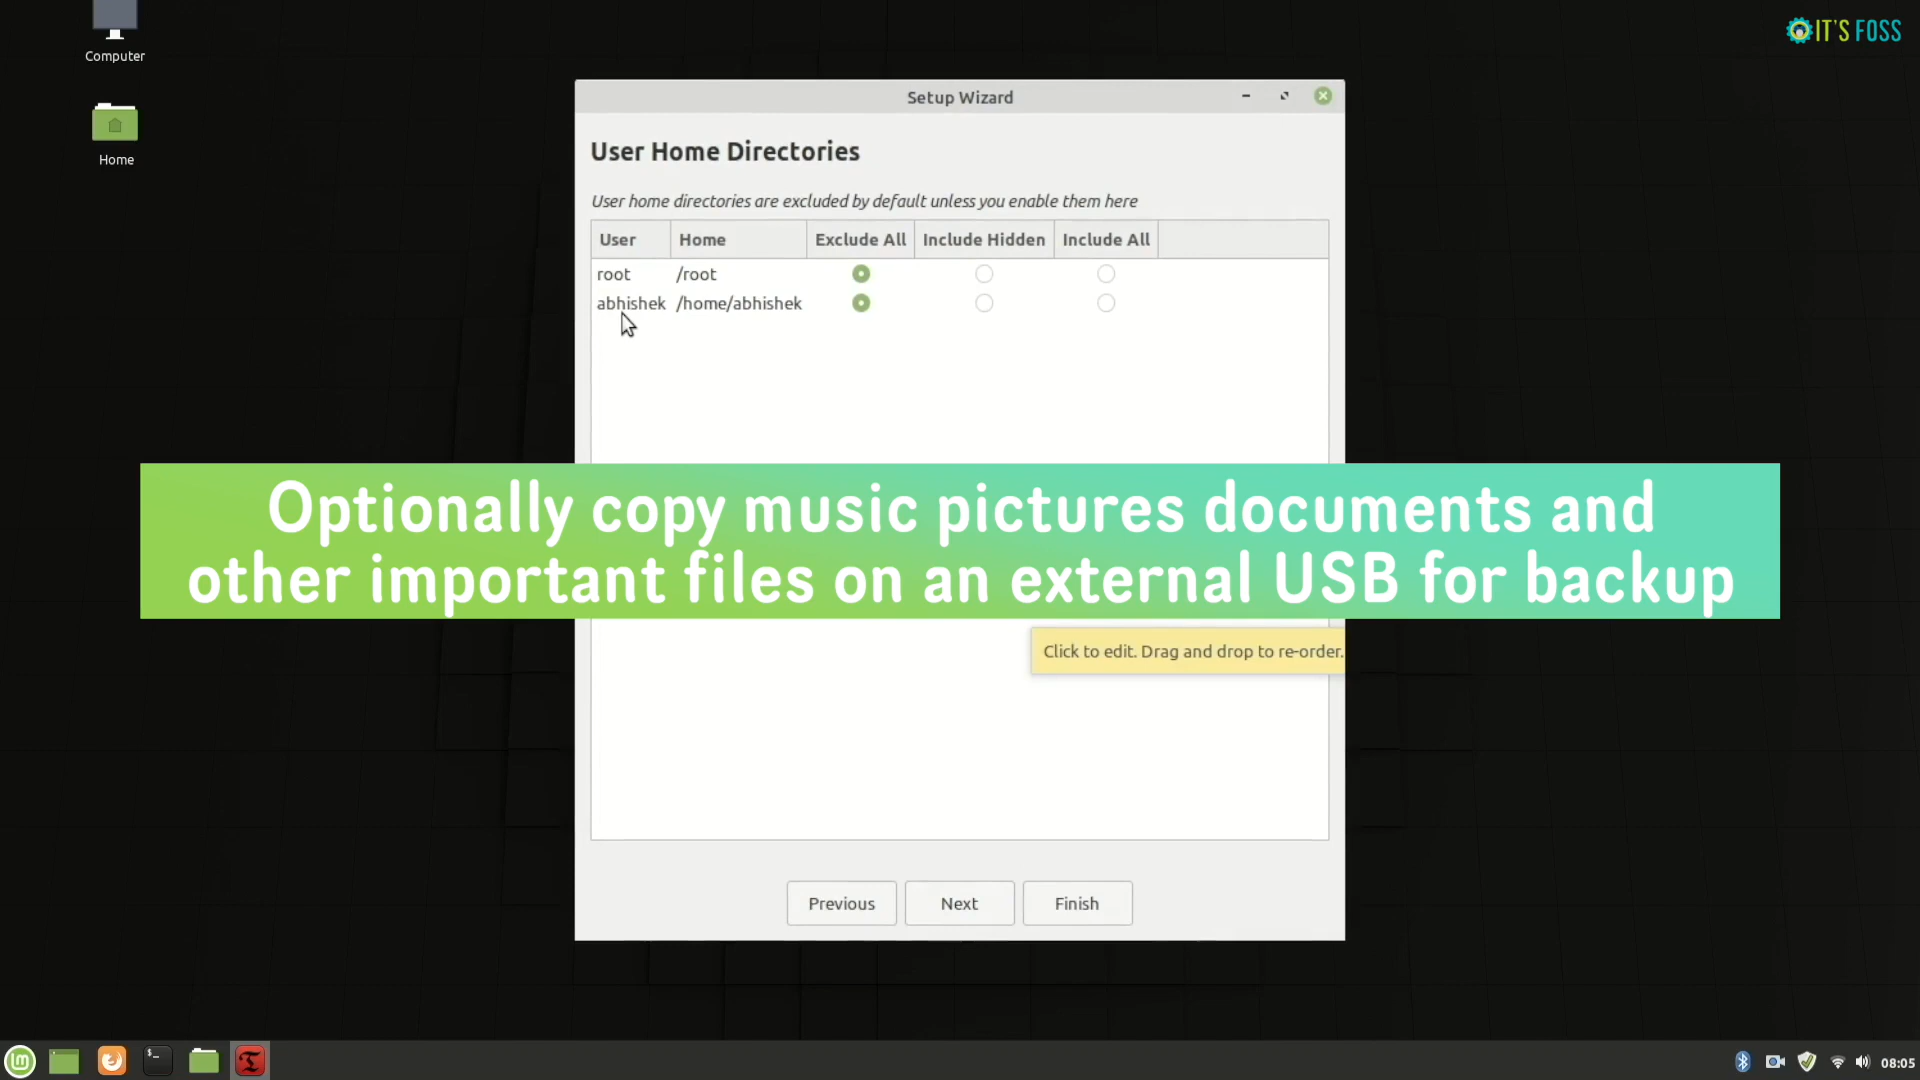 Computer
IT'S FOSS
Home
Setup Wizard
User Home Directories
User home directories are excluded by default unless you enable them here
User Home Exclude All Include Hidden Include All
root /root
abhishek /home/abhishek
Optionally copy music pictures documents and
other important files on an external USB for backup
Click to edit. Drag and drop to re-order.
Previous Next Finish
08:05